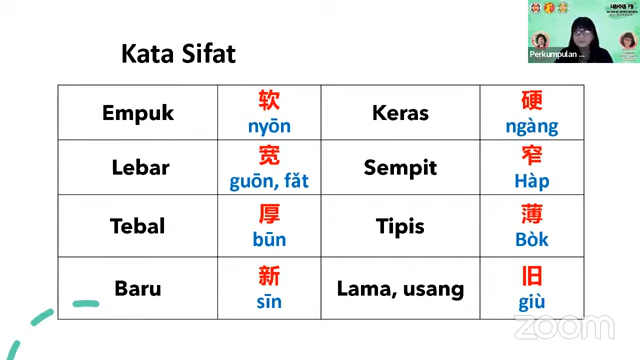 Kata Sifat
Empuk
软
nyōn
Keras
硬
ngàng
Lebar
宽
guōn, fǎt
Sempit
窄
Hàp
Tebal
厚
būn
Tipis
薄
Bòk
Baru
新
sīn
Lama, usang
旧
giù
Perkumpulan ...
zoom